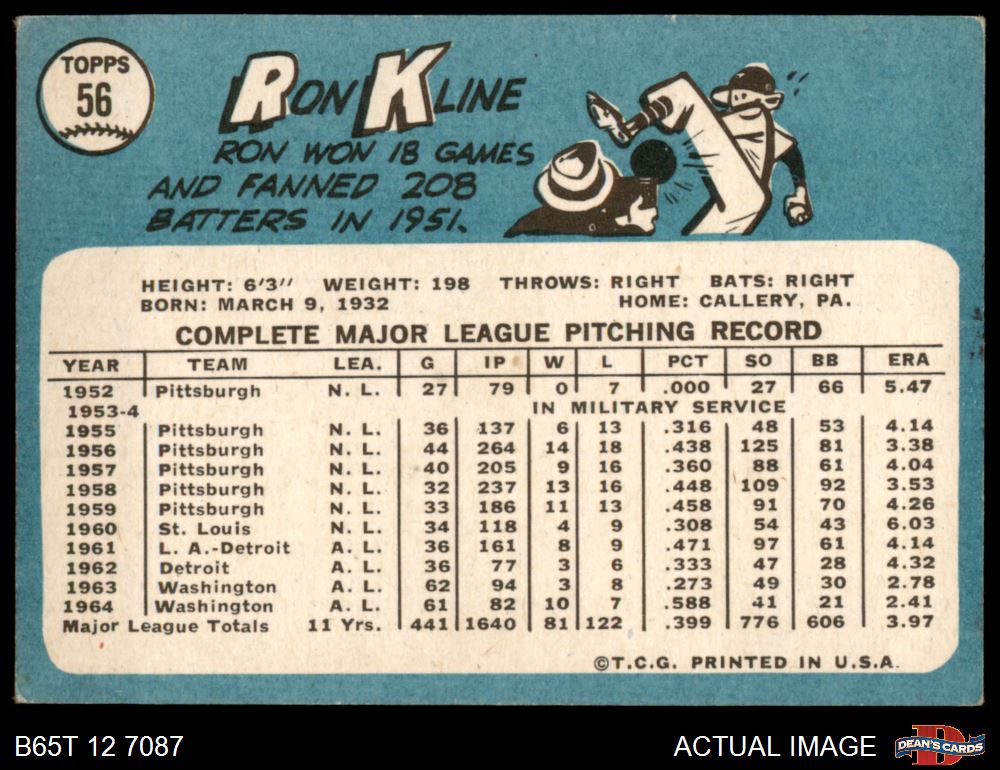 TOPPS
56
RON KLINE
RON WON 18 GAMES
AND FANNED 208
BATTERS IN 1951.
HEIGHT: 6'3" WEIGHT: 198 THROWS: RIGHT BATS: RIGHT
BORN: MARCH 9, 1932 HOME: CALLERY, PA.
COMPLETE MAJOR LEAGUE PITCHING RECORD
YEAR TEAM LEA. G IP W L PCT SO BB ERA
1952 Pittsburgh N. L. 27 79 0 7 .000 27 66 5.47
1953-4 IN MILITARY SERVICE
1955 Pittsburgh N. L. 36 137 6 13 .316 48 53 4.14
1956 Pittsburgh N. L. 44 264 14 18 .438 125 81 3.38
1957 Pittsburgh N. L. 40 205 9 16 .360 88 61 4.04
1958 Pittsburgh N. L. 32 237 13 16 .448 109 92 3.53
1959 Pittsburgh N. L. 33 186 11 13 .458 91 70 4.26
1960 St. Louis N. L. 34 118 4 9 .308 54 43 6.03
1961 L. A.-Detroit A. L. 36 161 8 9 .471 97 61 4.14
1962 Detroit A. L. 36 77 3 6 .333 47 28 4.32
1963 Washington A. L. 62 94 3 8 .273 49 30 2.78
1964 Washington A. L. 61 82 10 7 .588 41 21 2.41
Major League Totals 11 Yrs. 441 1640 81 122 .399 776 606 3.97
©T.C.G. PRINTED IN U.S.A.
B65T 12 7087 ACTUAL IMAGE D DEAN'S CARDS